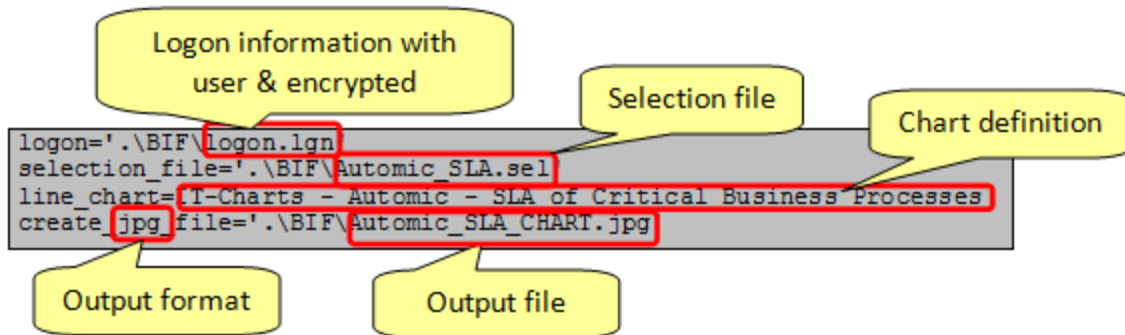 Logon information with
user & encrypted
Selection file
Chart definition
logon='.\BIF\logon.lgn
selection_file='.\BIF\Automic_SLA.sel
line_chart=IT-Charts - Automic - SLA of Critical Business Processes
create_jpg_file='.\BIF\Automic_SLA_CHART.jpg
Output format
Output file